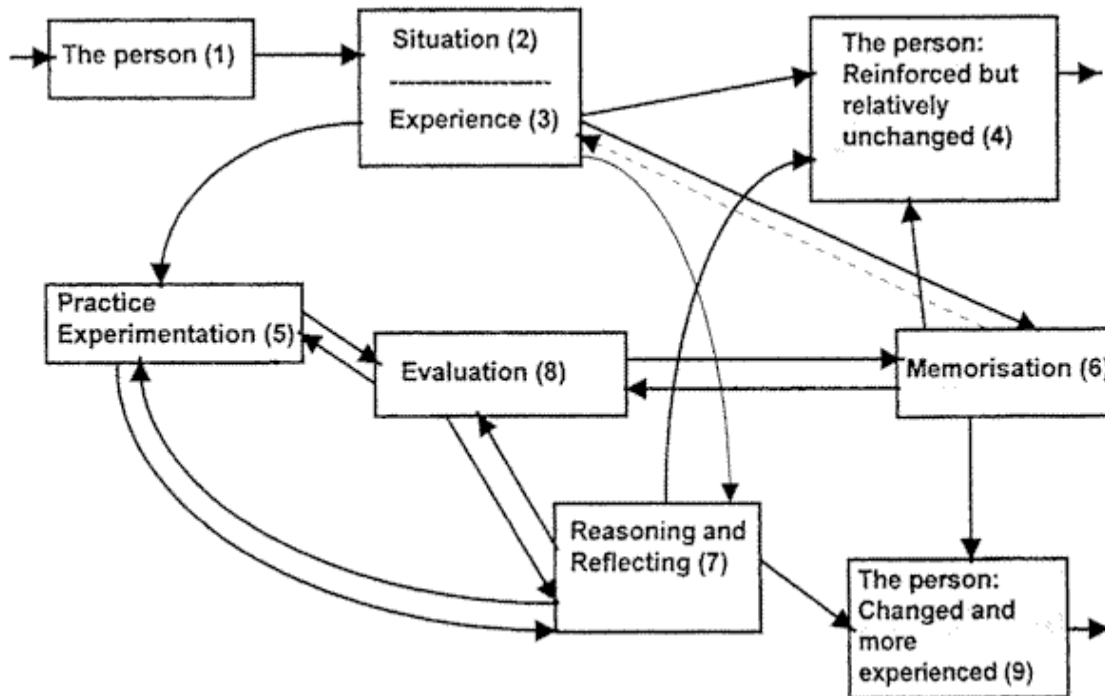 The person (1)
Situation (2)
Experience (3)
The person:
Reinforced but
relatively
unchanged (4)
Practice
Experimentation (5)
Evaluation (8)
Memorisation (6)
Reasoning and
Reflecting (7)
The person:
Changed and
more
experienced (9)